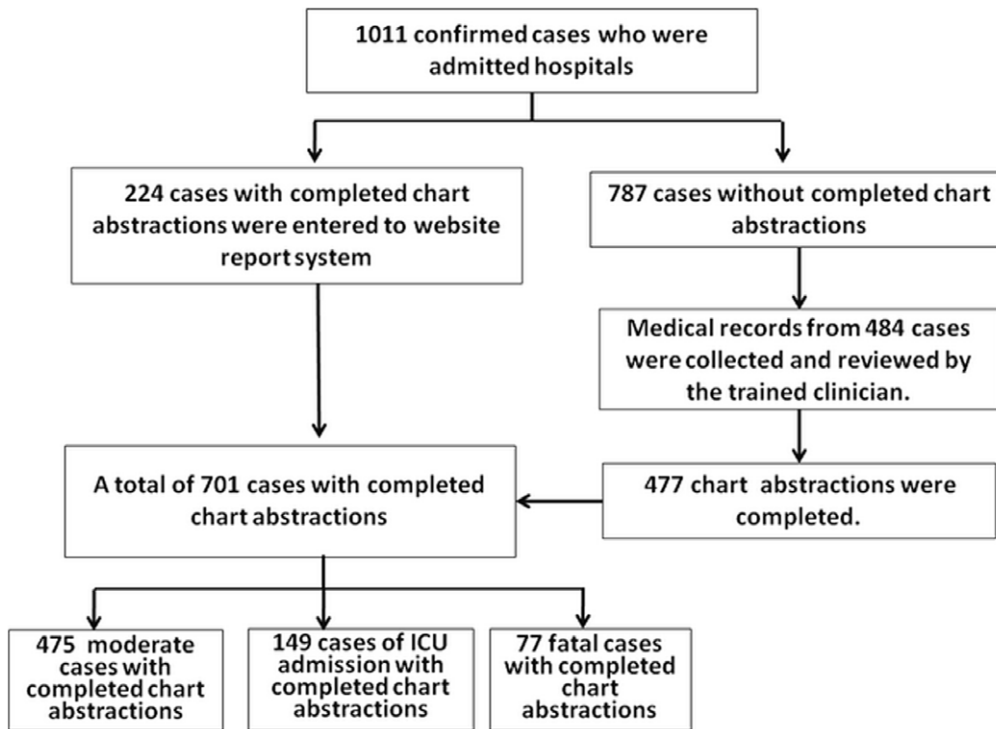 1011 confirmed cases who were
admitted hospitals
224 cases with completed chart
abstractions were entered to website
report system
787 cases without completed chart
abstractions
Medical records from 484 cases
were collected and reviewed by
the trained clinician.
A total of 701 cases with completed
chart abstractions
477 chart abstractions were
completed.
475 moderate
cases with
completed chart
abstractions
149 cases of ICU
admission with
completed chart
abstractions
77 fatal cases
with completed
chart
abstractions